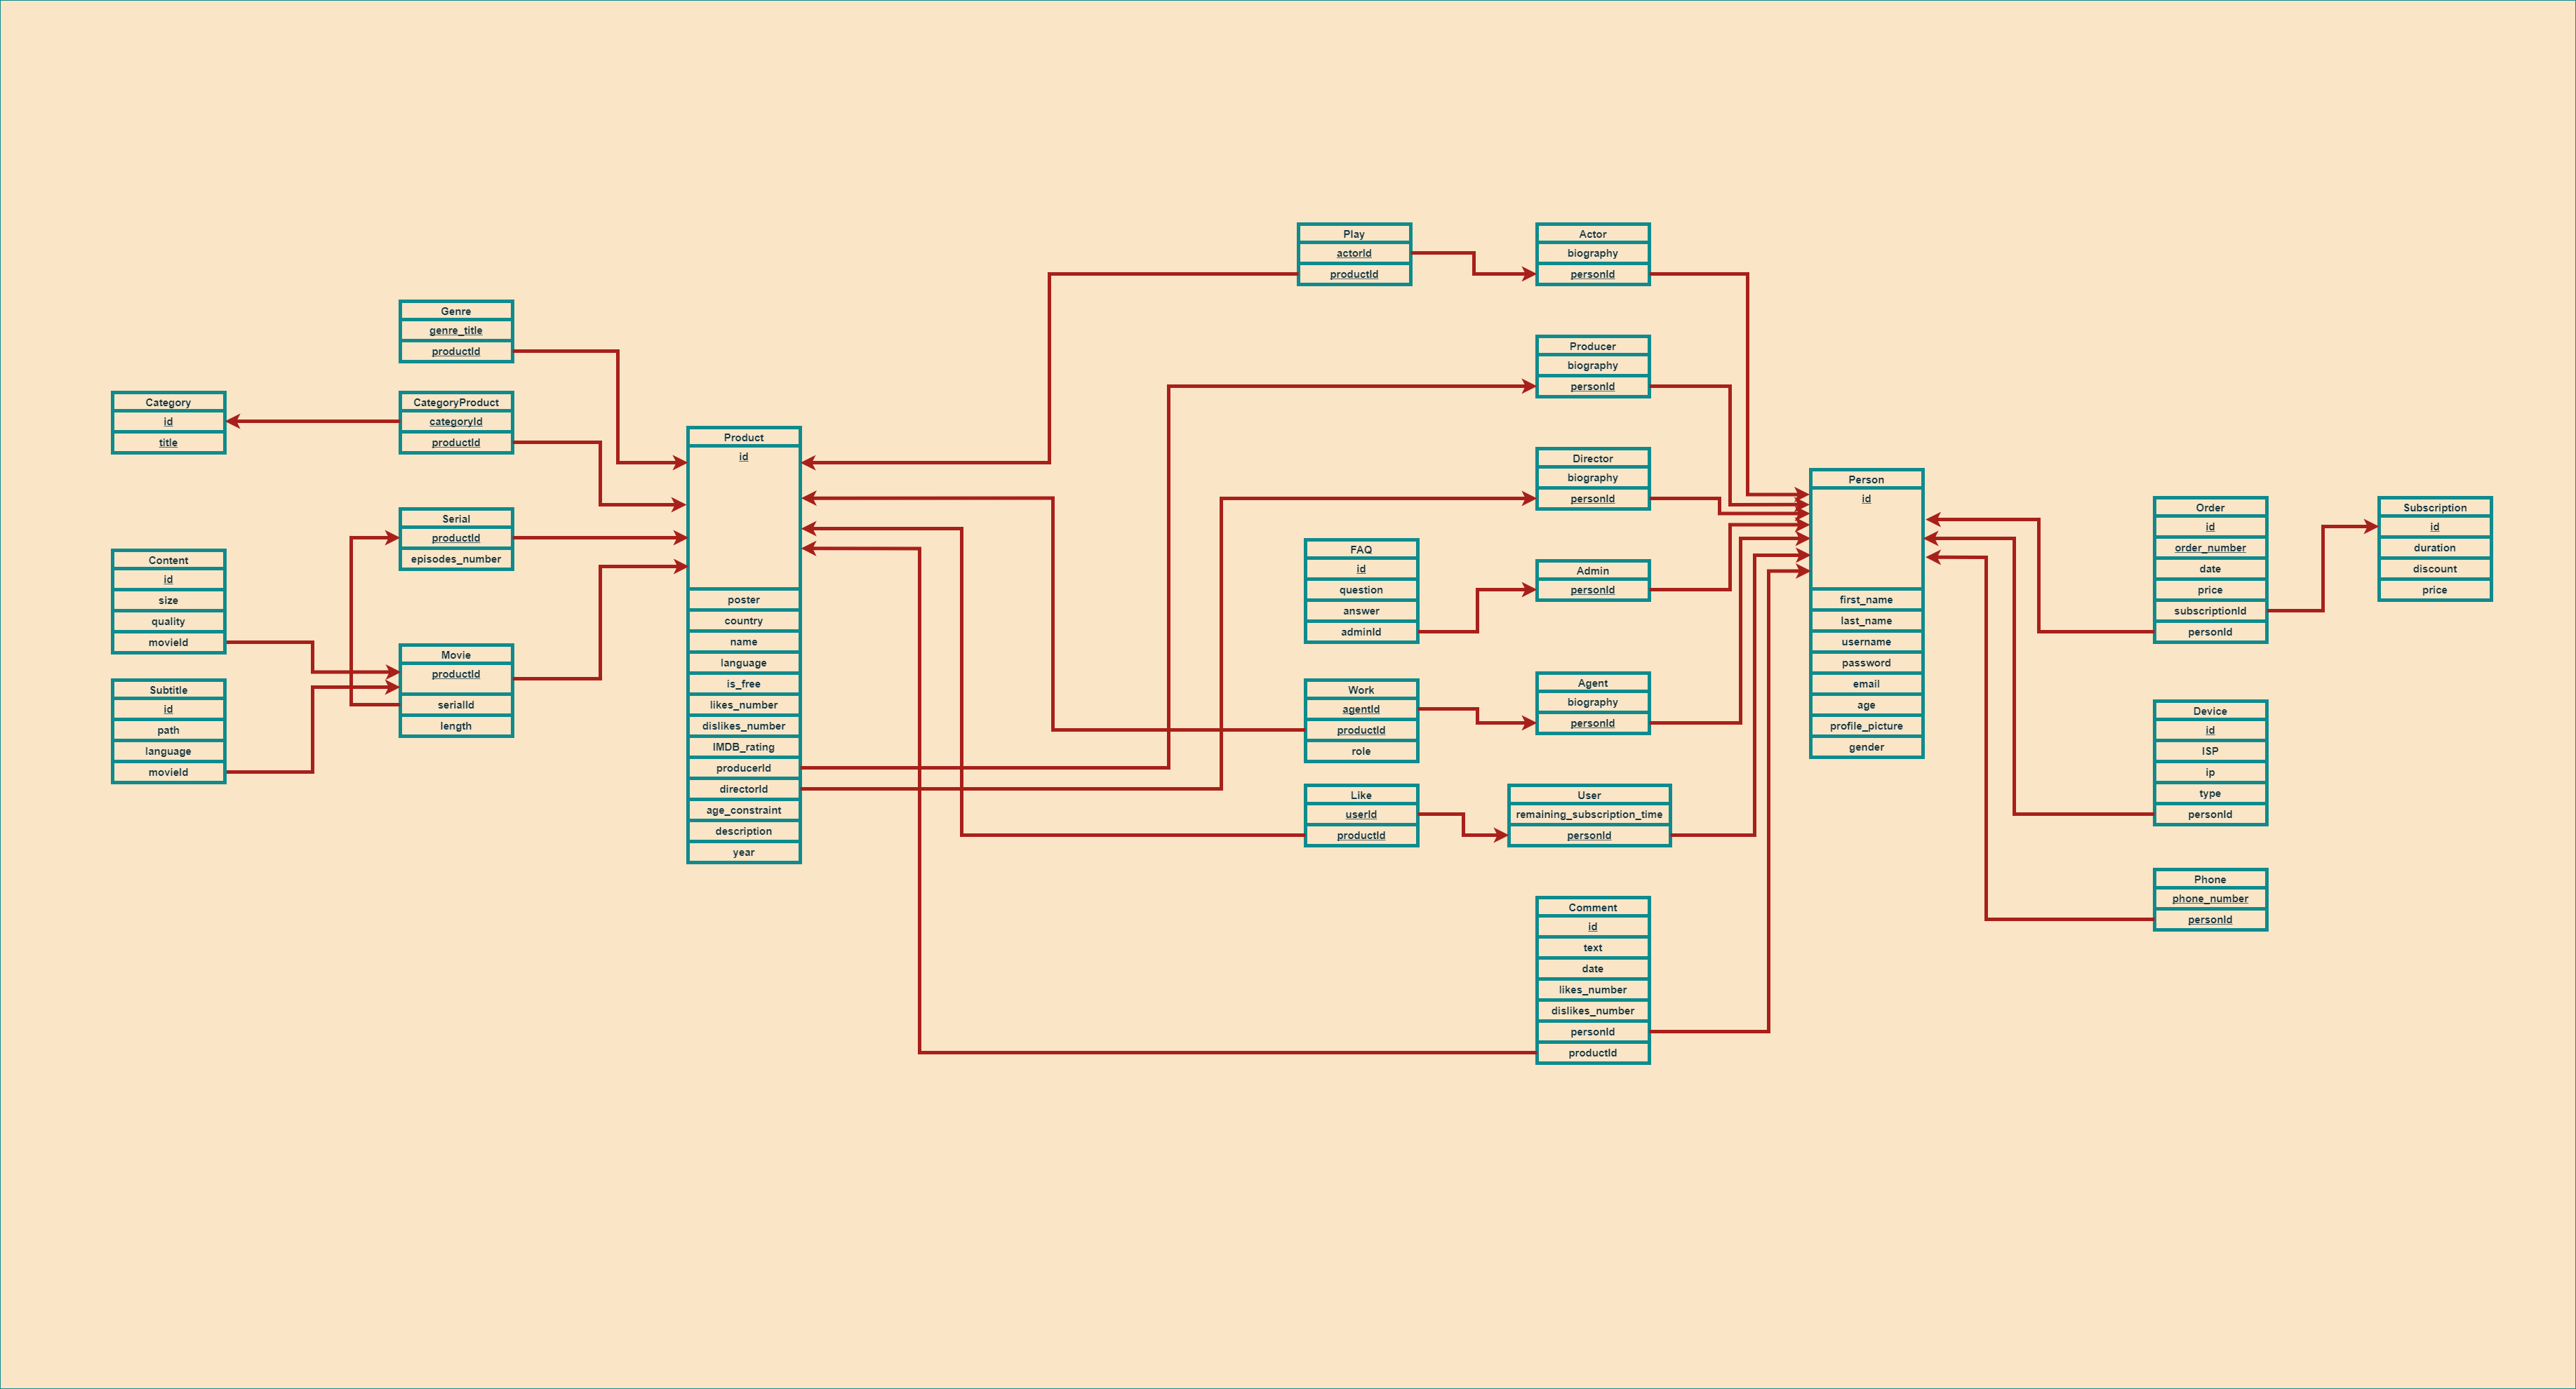 Category
id
title
Content
id
size
quality
movieId
Subtitle
id
path
language
movieId
Genre
genre_title
productId
CategoryProduct
categoryId
productId
Serial
productId
episodes_number
Movie
productId
serialId
length
Product
id
poster
country
name
language
is_free
likes_number
dislikes_number
IMDB_rating
producerId
directorId
age_constraint
description
year
Play
actorId
productId
FAQ
id
question
answer
adminId
Work
agentId
productId
role
Like
userId
productId
Actor
biography
personId
Producer
biography
personId
Director
biography
personId
Admin
personId
Agent
biography
personId
User
remaining_subscription_time
personId
Comment
id
text
date
likes_number
dislikes_number
personId
productId
Person
id
first_name
last_name
username
password
email
age
profile_picture
gender
Order
id
order_number
date
price
subscriptionId
personId
Device
id
ISP
ip
type
personId
Phone
phone_number
personId
Subscription
id
duration
discount
price